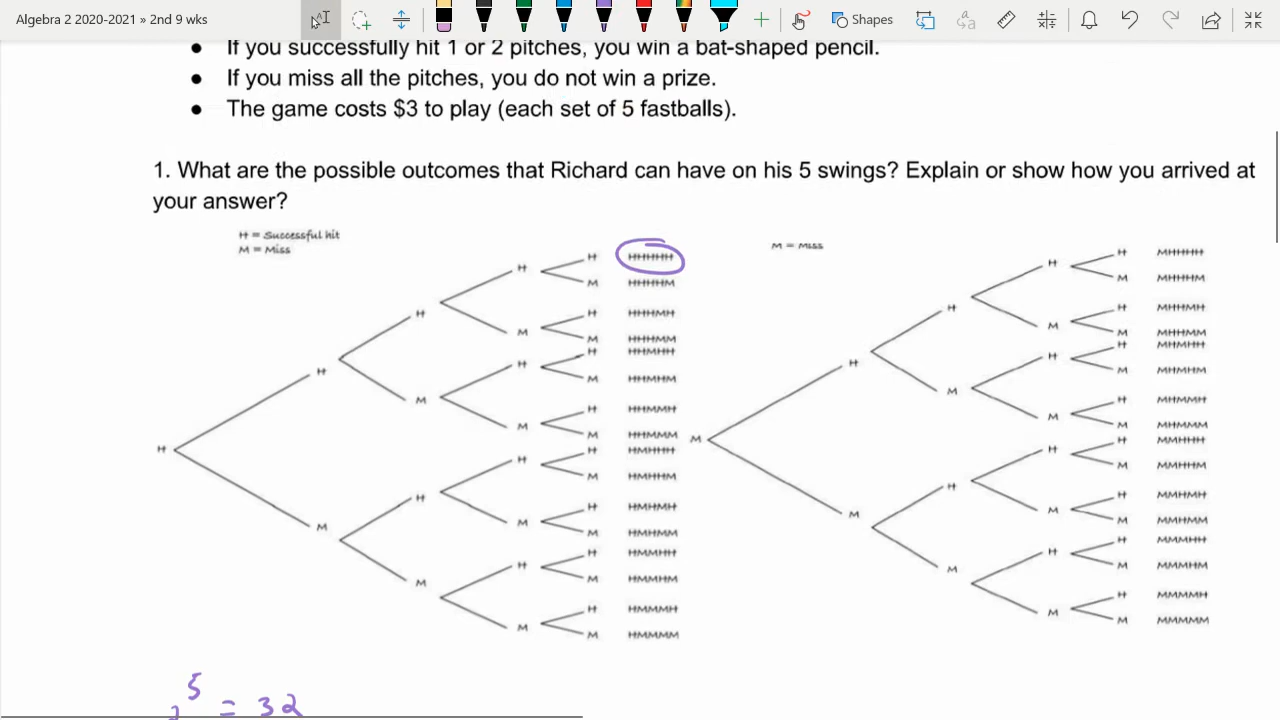 Algebra 2 2020-2021 » 2nd 9 wks
Shapes
If you successfully hit 1 or 2 pitches, you win a bat-shaped pencil.
If you miss all the pitches, you do not win a prize.
The game costs $3 to play (each set of 5 fastballs).
1. What are the possible outcomes that Richard can have on his 5 swings? Explain or show how you arrived at
your answer?
H = Successful hit
M = Miss
H
H
M
H
M
H
M
H
M
H
M
H
M
H
M
H
M
H
M
H
M
H
M
H
M
H
M
H
M
HHHHH
HHHHM
HHHMH
HHHMM
HHMHH
HHMHM
HHMMH
HHMMM
HMHHH
HMHHM
HMHMH
HMHMM
HMMHH
HMMHM
HMMMH
HMMMM
M = Miss
M
H
M
H
M
H
M
H
M
H
M
H
M
H
M
H
M
H
M
H
M
H
M
H
M
H
M
H
M
MHHHH
MHHHM
MHHMH
MHHMM
MHMHH
MHMHM
MHMMH
MHMMM
MMHHH
MMHHM
MMHMH
MMHMM
MMMHH
MMMHM
MMMMH
MMMMM
2^5 = 32